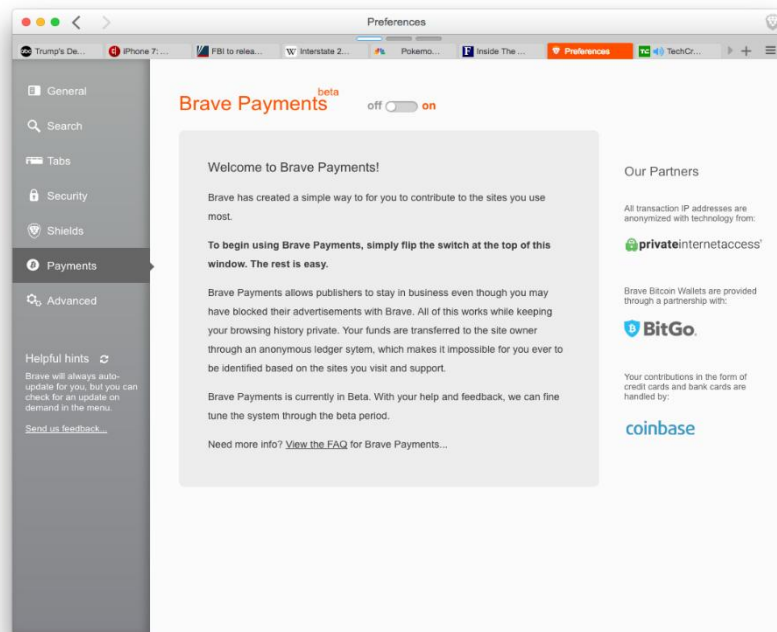 Preferences
Trump's De...
iPhone 7: ...
FBI to relea...
Interstate 2...
Pokemo...
Inside The ...
Preferences
TechCr...
General
Search
Tabs
Security
Shields
Payments
Advanced
Helpful hints
Brave will always auto-
update for you, but you can
check for an update on
demand in the menu.
Send us feedback...
Brave Payments beta
off on
Welcome to Brave Payments!
Brave has created a simple way to for you to contribute to the sites you use
most.
To begin using Brave Payments, simply flip the switch at the top of this
window. The rest is easy.
Brave Payments allows publishers to stay in business even though you may
have blocked their advertisements with Brave. All of this works while keeping
your browsing history private. Your funds are transferred to the site owner
through an anonymous ledger sytem, which makes it impossible for you ever to
be identified based on the sites you visit and support.
Brave Payments is currently in Beta. With your help and feedback, we can fine
tune the system through the beta period.
Need more info? View the FAQ for Brave Payments...
Our Partners
All transaction IP addresses are
anonymized with technology from:
privateinternetaccess
Brave Bitcoin Wallets are provided
through a partnership with:
BitGo.
Your contributions in the form of
credit cards and bank cards are
handled by:
coinbase